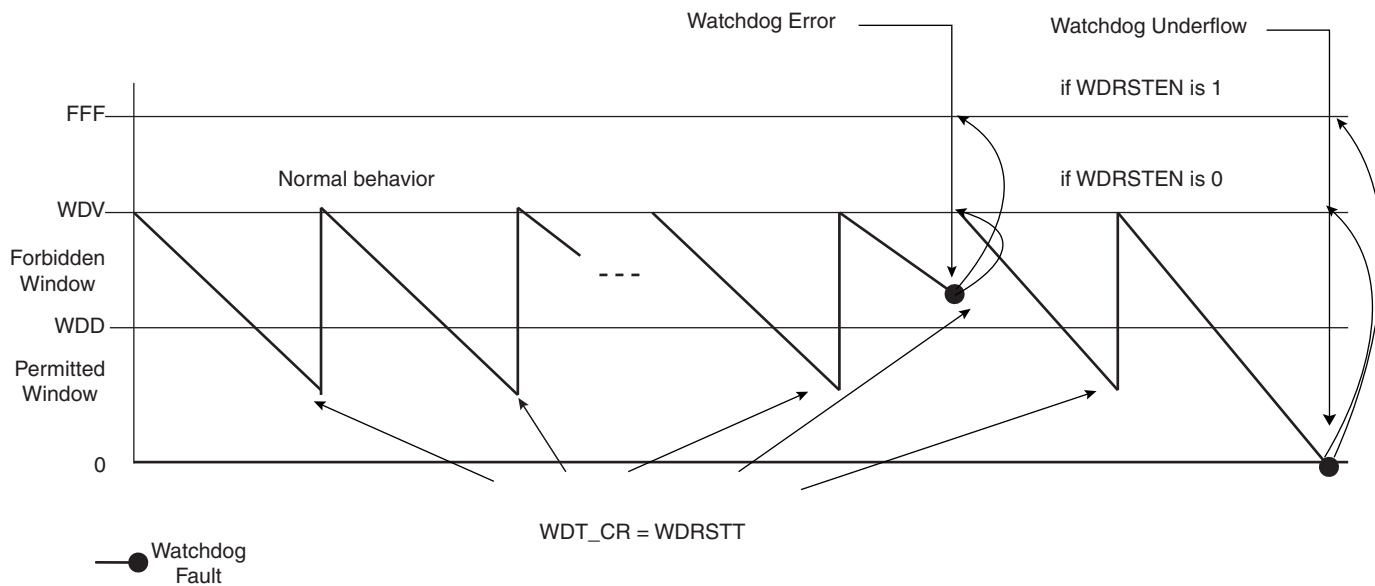 Watchdog Error
Watchdog Underflow
if WDRSTEN is 1
FFF
Normal behavior
if WDRSTEN is 0
WDV
Forbidden
Window
WDD
Permitted
Window
0
WDT_CR = WDRSTT
Watchdog
Fault